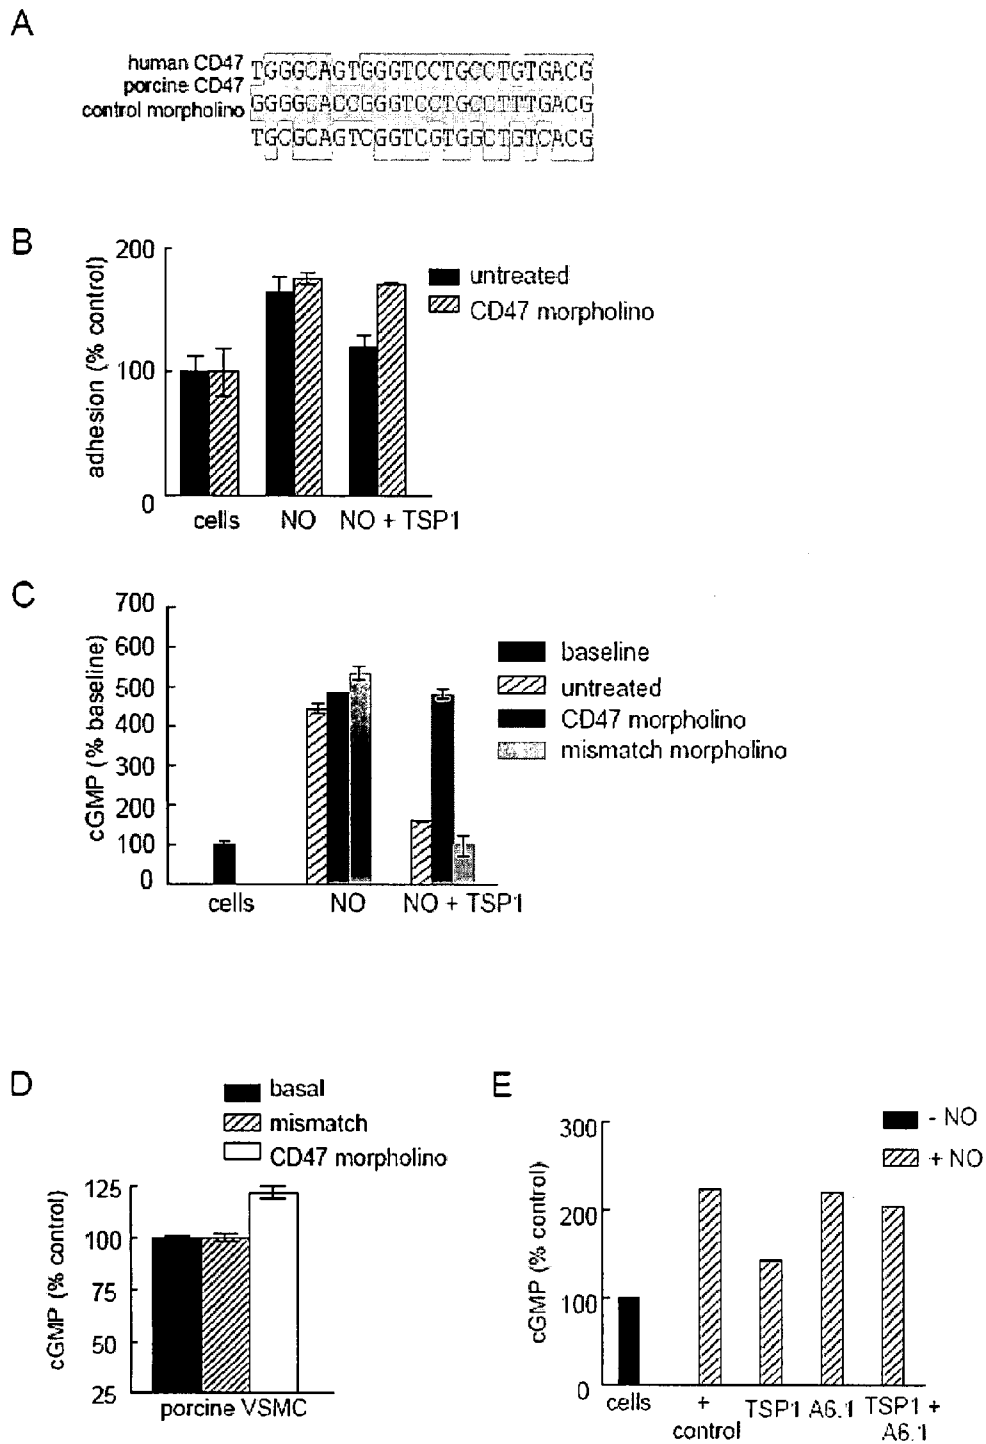 A
human CD47
TGGGCAGTGGGTCCTGCCTGTGACG
porcine CD47
GGGGCACCGGGTCCTGCCTTTGACG
control morpholino
TGCGCAGTCGGTCGTGGCTGTCACG
B
200
100
0
adhesion (% control)
untreated
CD47 morpholino
cells NO NO + TSP1
C
700
600
500
400
300
200
100
0
cGMP (% baseline)
baseline
untreated
CD47 morpholino
mismatch morpholino
cells NO NO + TSP1
D
basal
mismatch
CD47 morpholino
125
100
75
50
25
cGMP (% control)
porcine VSMC
E
- NO
+ NO
300
200
100
0
cGMP (% control)
cells + control TSP1 A6.1 TSP1 + A6.1